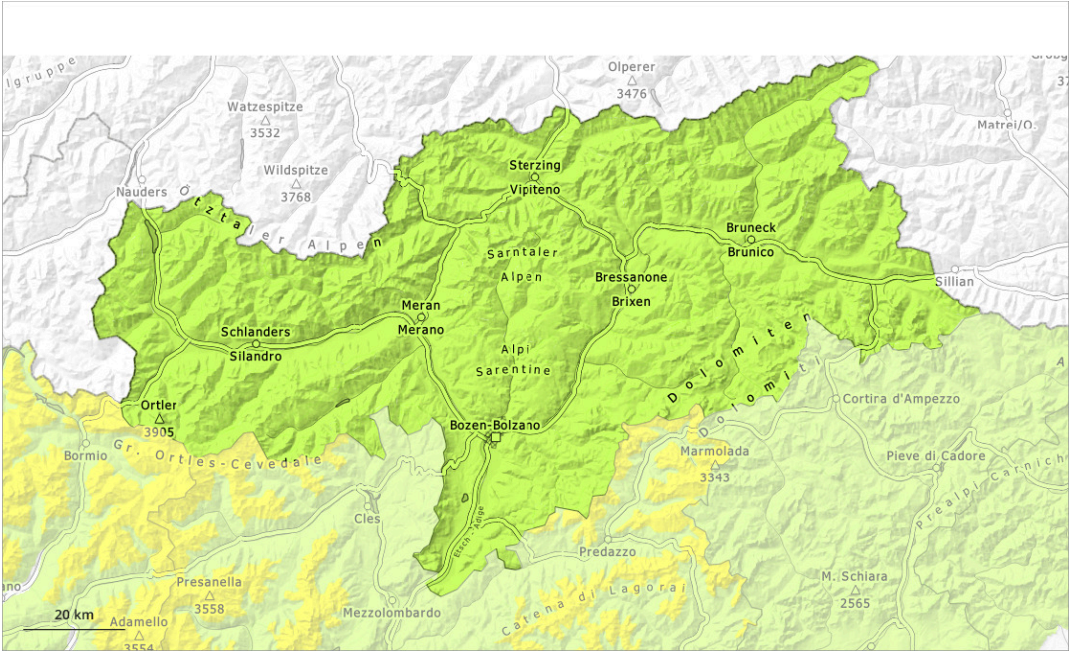 Olperer
3476
lgruppe
Watzespitze
3532
Matrei/O.
Sterzing
Vipiteno
Wildspitze
3768
Nauders
Ötztaler Alpen
Bruneck
Brunico
Sarntaler
Alpen
Bressanone
Brixen
Sillian
Meran
Merano
Schlanders
Silandro
Alpi
Sarentine
Dolomiten
Dolomiti
Ortler
3905
Cortina d'Ampezzo
Bozen-Bolzano
Gr. Ortles-Cevedale
Bormio
Marmolada
3343
Pieve di Cadore
Prealpi Carnich
Cles
Etsch - Adige
Predazzo
Presanella
3558
M. Schiara
2565
Catena di Lagorai
Mezzolombardo
20 km
Adamello
3554